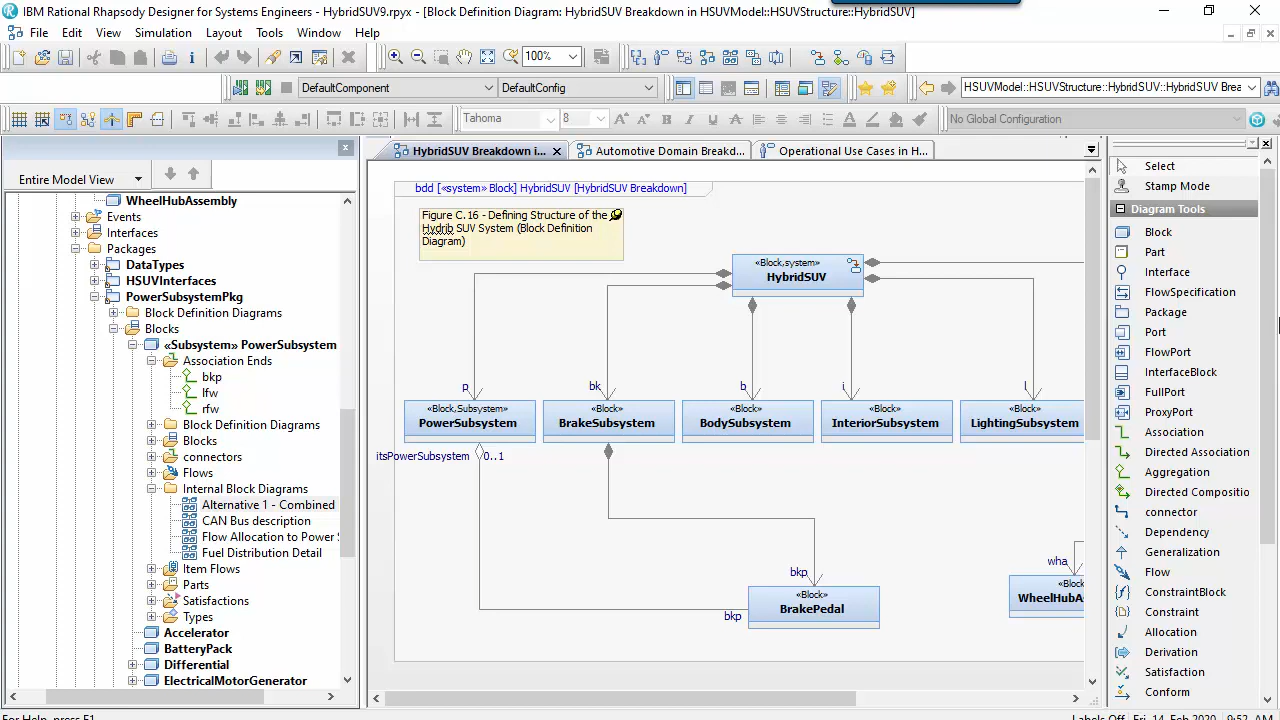 IBM Rational Rhapsody Designer for Systems Engineers - HybridSUV9.rpyx - [Block Definition Diagram: HybridSUV Breakdown in HSUVModel::HSUVStructure::HybridSUV]
File Edit View Simulation Layout Tools Window Help
100%
DefaultComponent DefaultConfig HSUVModel::HSUVStructure::HybridSUV::HybridSUV Brea
Tahoma 8 No Global Configuration
Entire Model View
WheelHubAssembly
Events
Interfaces
Packages
DataTypes
HSUVInterfaces
PowerSubsystemPkg
Block Definition Diagrams
Blocks
«Subsystem» PowerSubsystem
Association Ends
bkp
lfw
rfw
Block Definition Diagrams
Blocks
connectors
Flows
Internal Block Diagrams
Alternative 1 - Combined
CAN Bus description
Flow Allocation to Power S
Fuel Distribution Detail
Item Flows
Parts
Satisfactions
Types
Accelerator
BatteryPack
Differential
ElectricalMotorGenerator
HybridSUV Breakdown i... Automotive Domain Breakd... Operational Use Cases in H...
bdd [«system» Block] HybridSUV [HybridSUV Breakdown]
Figure C.16 - Defining Structure of the
Hydrib SUV System (Block Definition
Diagram)
«Block,system»
HybridSUV
p bk b i l
«Block,Subsystem»
PowerSubsystem
«Block»
BrakeSubsystem
«Block»
BodySubsystem
«Block»
InteriorSubsystem
«Block»
LightingSubsystem
itsPowerSubsystem 0..1
bkp
bkp
«Block»
BrakePedal
wha
«Bloc
WheelHubAs
Select
Stamp Mode
Diagram Tools
Block
Part
Interface
FlowSpecification
Package
Port
FlowPort
InterfaceBlock
FullPort
ProxyPort
Association
Directed Association
Aggregation
Directed Compositio
connector
Dependency
Generalization
Flow
ConstraintBlock
Constraint
Allocation
Derivation
Satisfaction
Conform
For Help, press F1 Labels Off Fri, 14, Feb 2020 9:52 AM